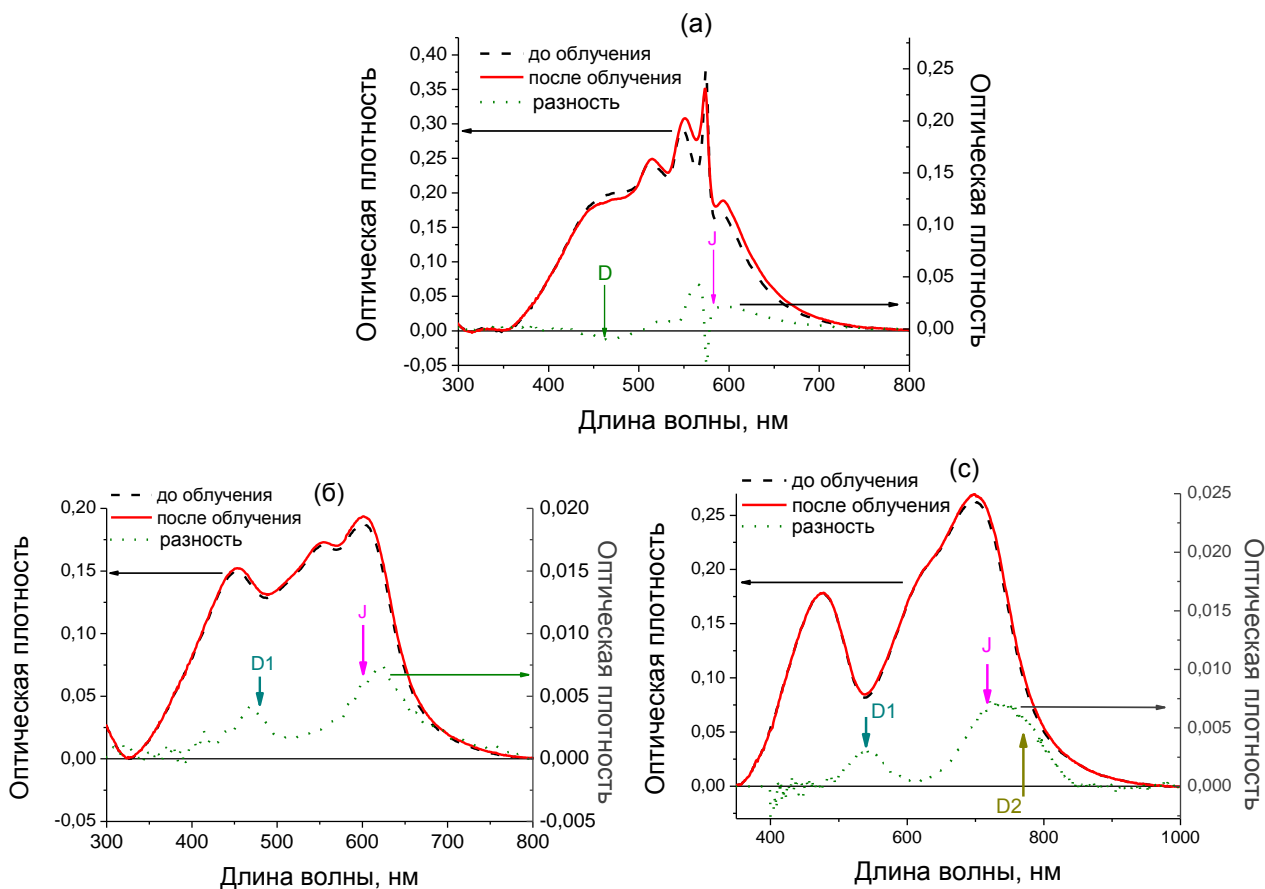 (а)
до облучения
после облучения
разность
Оптическая плотность
0,40
0,35
0,30
0,25
0,20
0,15
0,10
0,05
0,00
-0,05
0,25
0,20
0,15
0,10
0,05
0,00
Оптическая плотность
D
J
300 400 500 600 700 800
Длина волны, нм
(б)
до облучения
после облучения
разность
Оптическая плотность
0,20
0,15
0,10
0,05
0,00
-0,05
0,020
0,015
0,010
0,005
0,000
-0,005
Оптическая плотность
D1
J
300 400 500 600 700 800
Длина волны, нм
(с)
до облучения
после облучения
разность
Оптическая плотность
0,25
0,20
0,15
0,10
0,05
0,00
0,025
0,020
0,015
0,010
0,005
0,000
Оптическая плотность
J
D1
D2
400 600 800 1000
Длина волны, нм